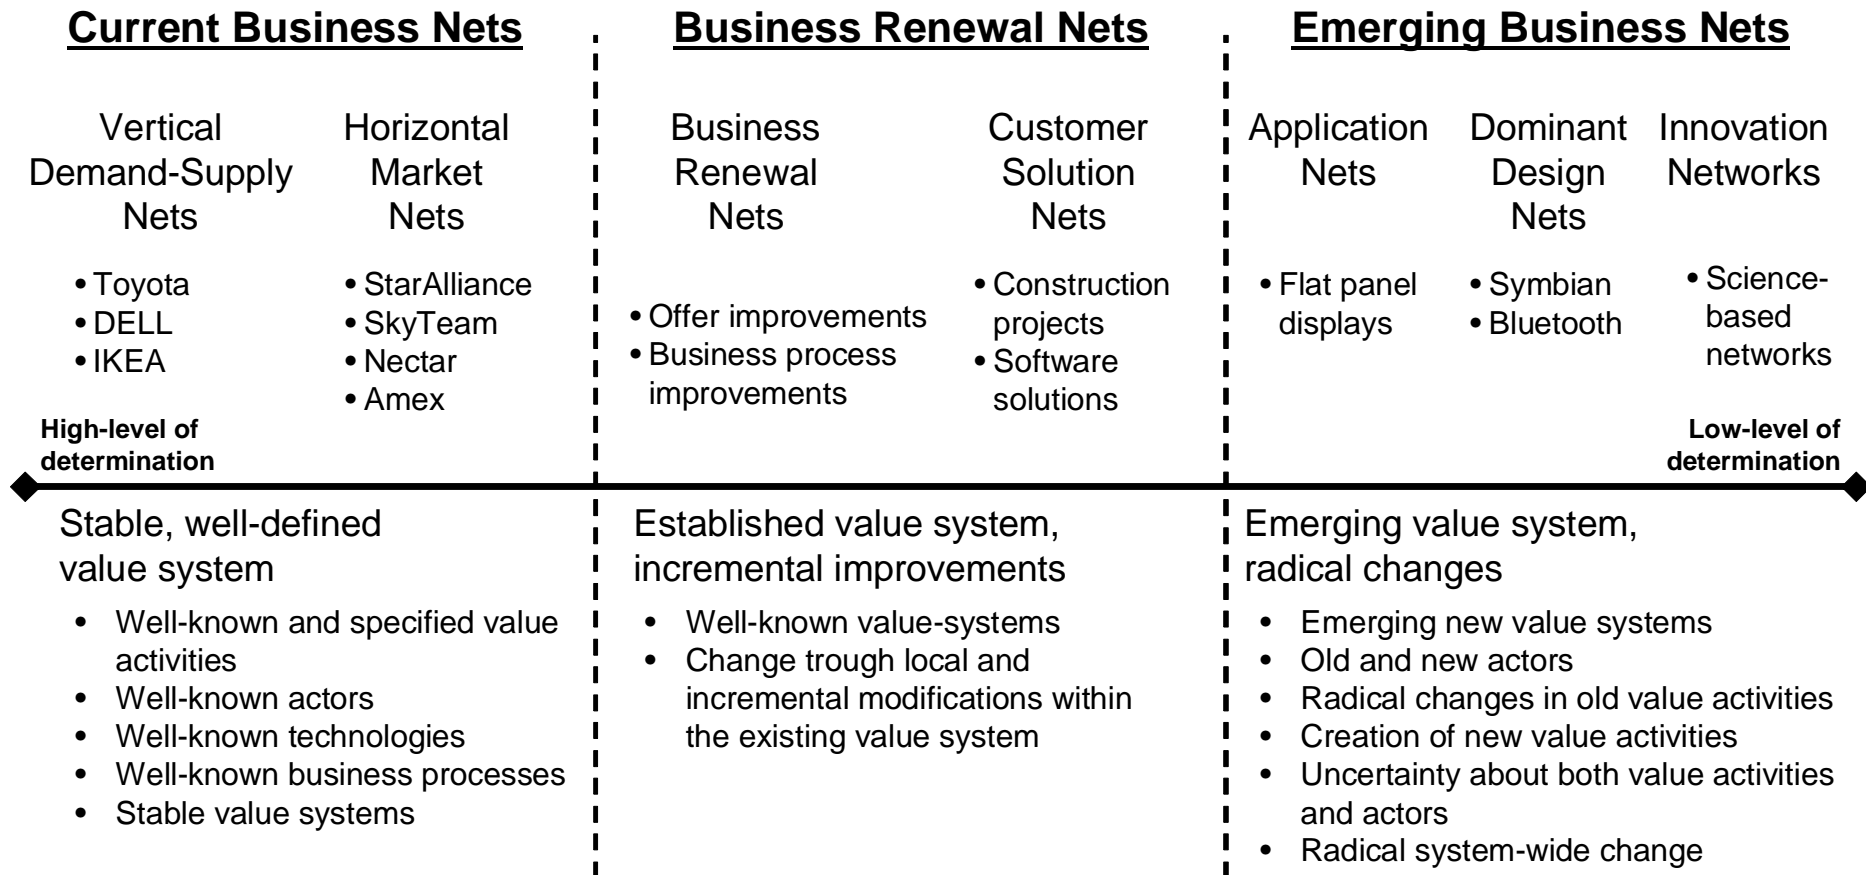 Current Business Nets
Business Renewal Nets
Emerging Business Nets
Vertical
Demand-Supply
Nets
Horizontal
Market
Nets
Business
Renewal
Nets
Customer
Solution
Nets
Application
Nets
Dominant
Design
Nets
Innovation
Networks
• Toyota
• DELL
• IKEA
• StarAlliance
• SkyTeam
• Nectar
• Amex
• Offer improvements
• Business process
improvements
• Construction
projects
• Software
solutions
• Flat panel
displays
• Symbian
• Bluetooth
• Science-
based
networks
High-level of
determination
Low-level of
determination
Stable, well-defined
value system
• Well-known and specified value
activities
• Well-known actors
• Well-known technologies
• Well-known business processes
• Stable value systems
Established value system,
incremental improvements
• Well-known value-systems
• Change trough local and
incremental modifications within
the existing value system
Emerging value system,
radical changes
• Emerging new value systems
• Old and new actors
• Radical changes in old value activities
• Creation of new value activities
• Uncertainty about both value activities
and actors
• Radical system-wide change